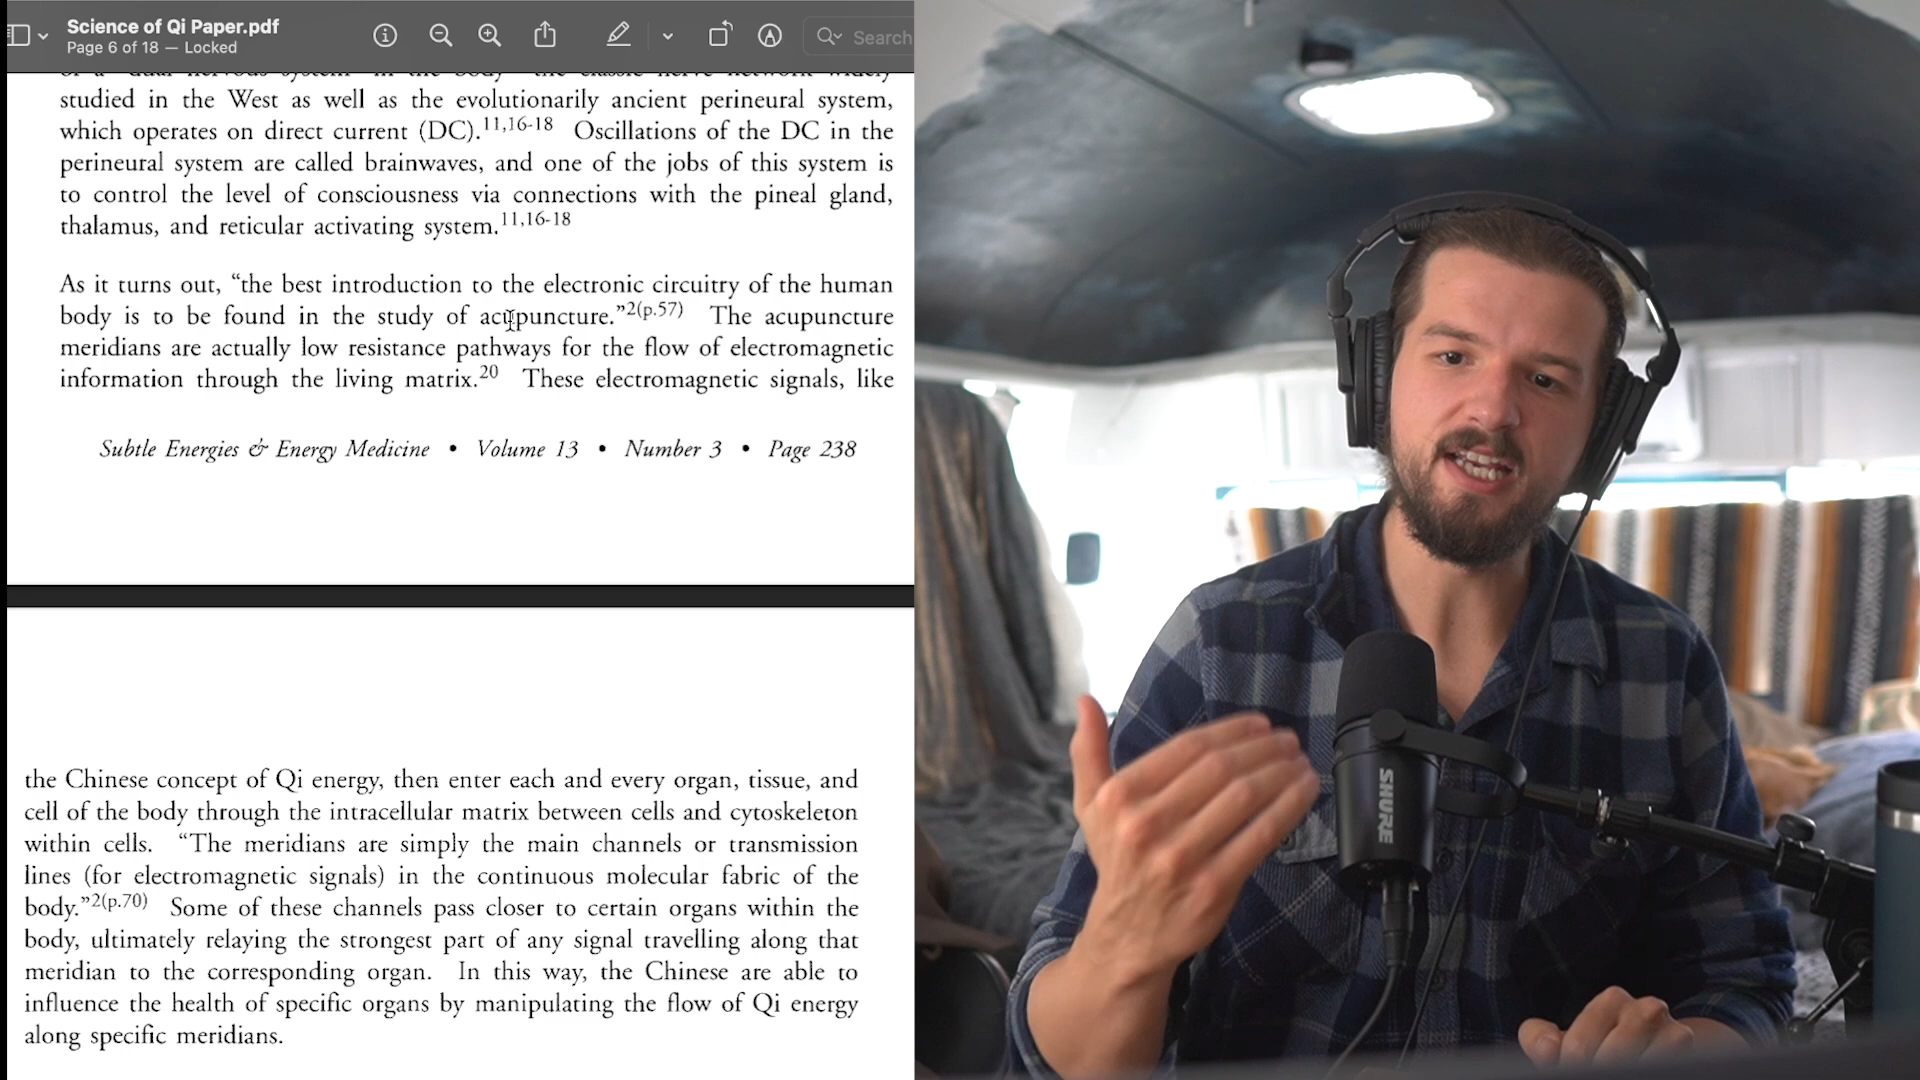 Science of Qi Paper.pdf
Page 6 of 18 — Locked
Search
of a "dual nervous system" in the body—the classic nerve network widely
studied in the West as well as the evolutionarily ancient perineural system,
which operates on direct current (DC).11,16-18 Oscillations of the DC in the
perineural system are called brainwaves, and one of the jobs of this system is
to control the level of consciousness via connections with the pineal gland,
thalamus, and reticular activating system.11,16-18
As it turns out, “the best introduction to the electronic circuitry of the human
body is to be found in the study of acupuncture.”2(p.57) The acupuncture
meridians are actually low resistance pathways for the flow of electromagnetic
information through the living matrix.20 These electromagnetic signals, like
Subtle Energies & Energy Medicine • Volume 13 • Number 3 • Page 238
the Chinese concept of Qi energy, then enter each and every organ, tissue, and
cell of the body through the intracellular matrix between cells and cytoskeleton
within cells. “The meridians are simply the main channels or transmission
lines (for electromagnetic signals) in the continuous molecular fabric of the
body.”2(p.70) Some of these channels pass closer to certain organs within the
body, ultimately relaying the strongest part of any signal travelling along that
meridian to the corresponding organ. In this way, the Chinese are able to
influence the health of specific organs by manipulating the flow of Qi energy
along specific meridians.
SHURE